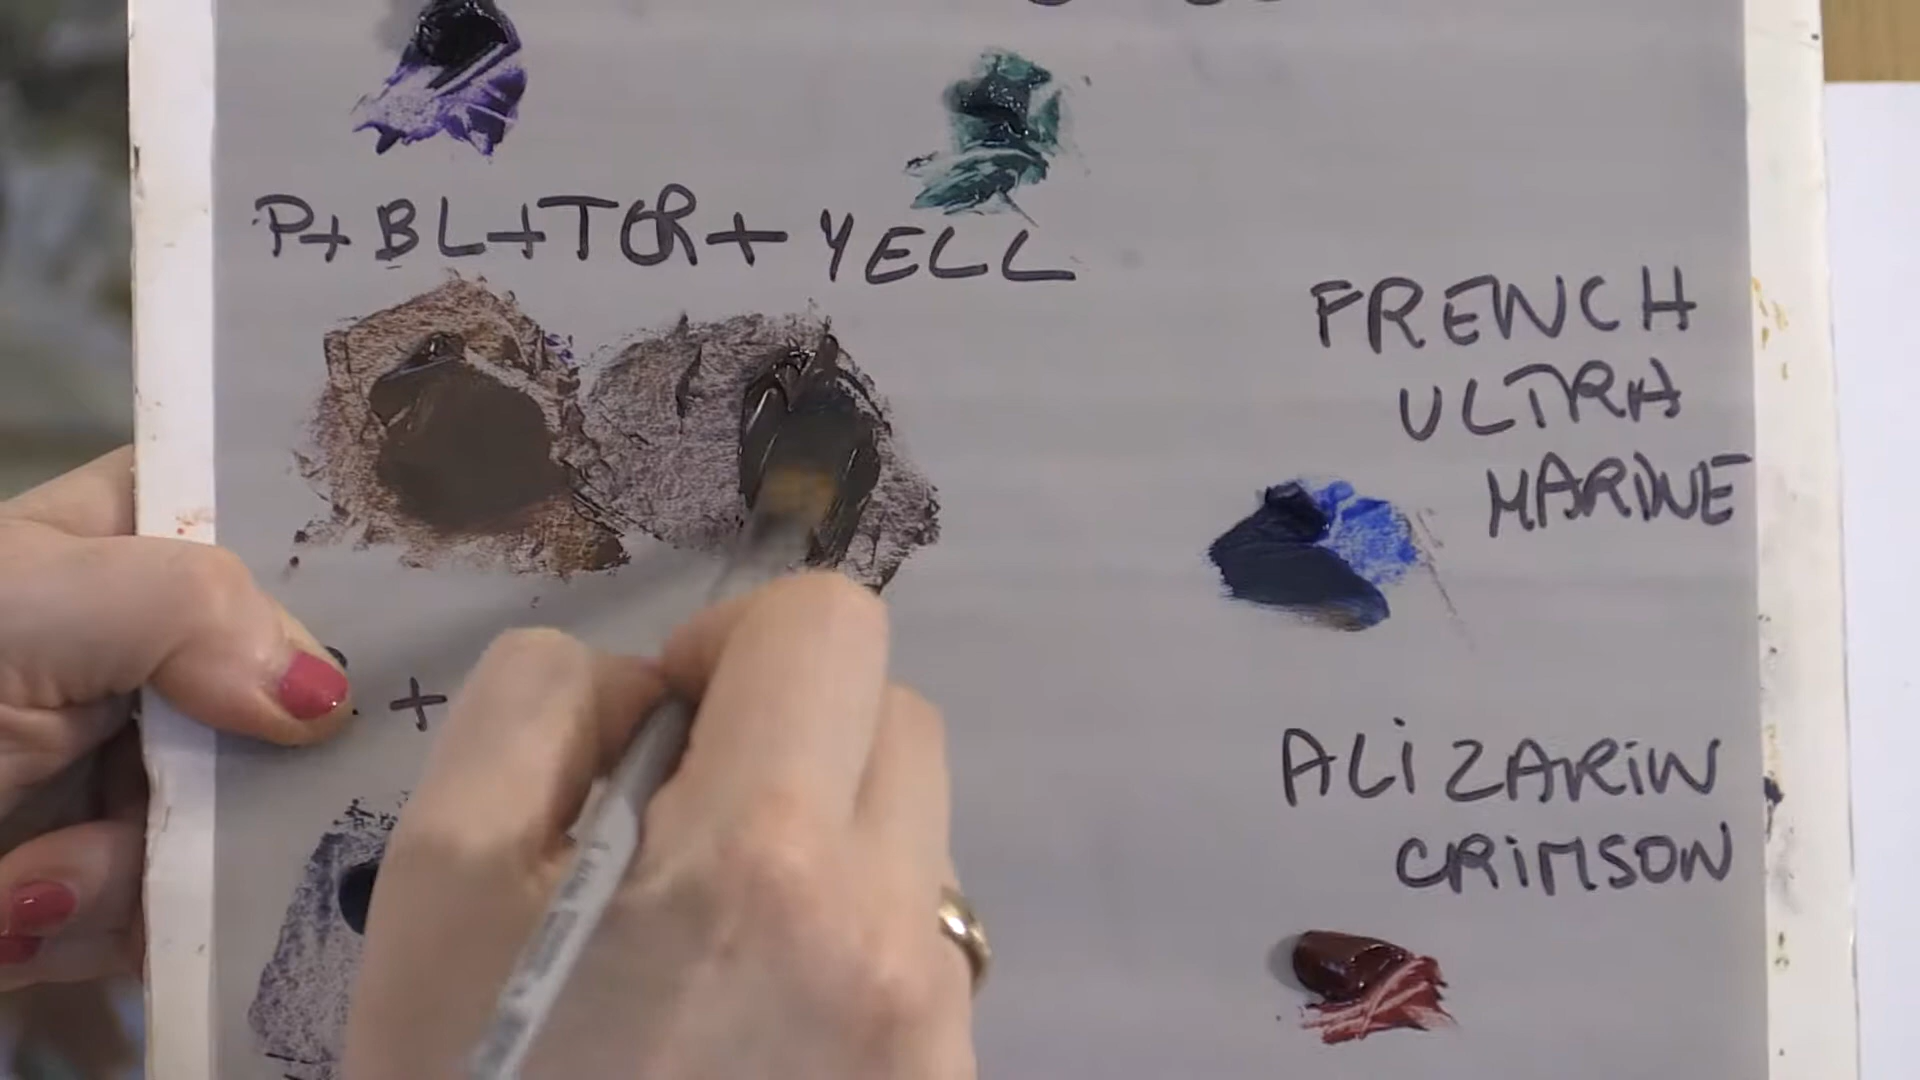 P+BL+TOR+YELL
FRENCH
ULTRA
MARINE
+
ALiZARiN
CRiMSON